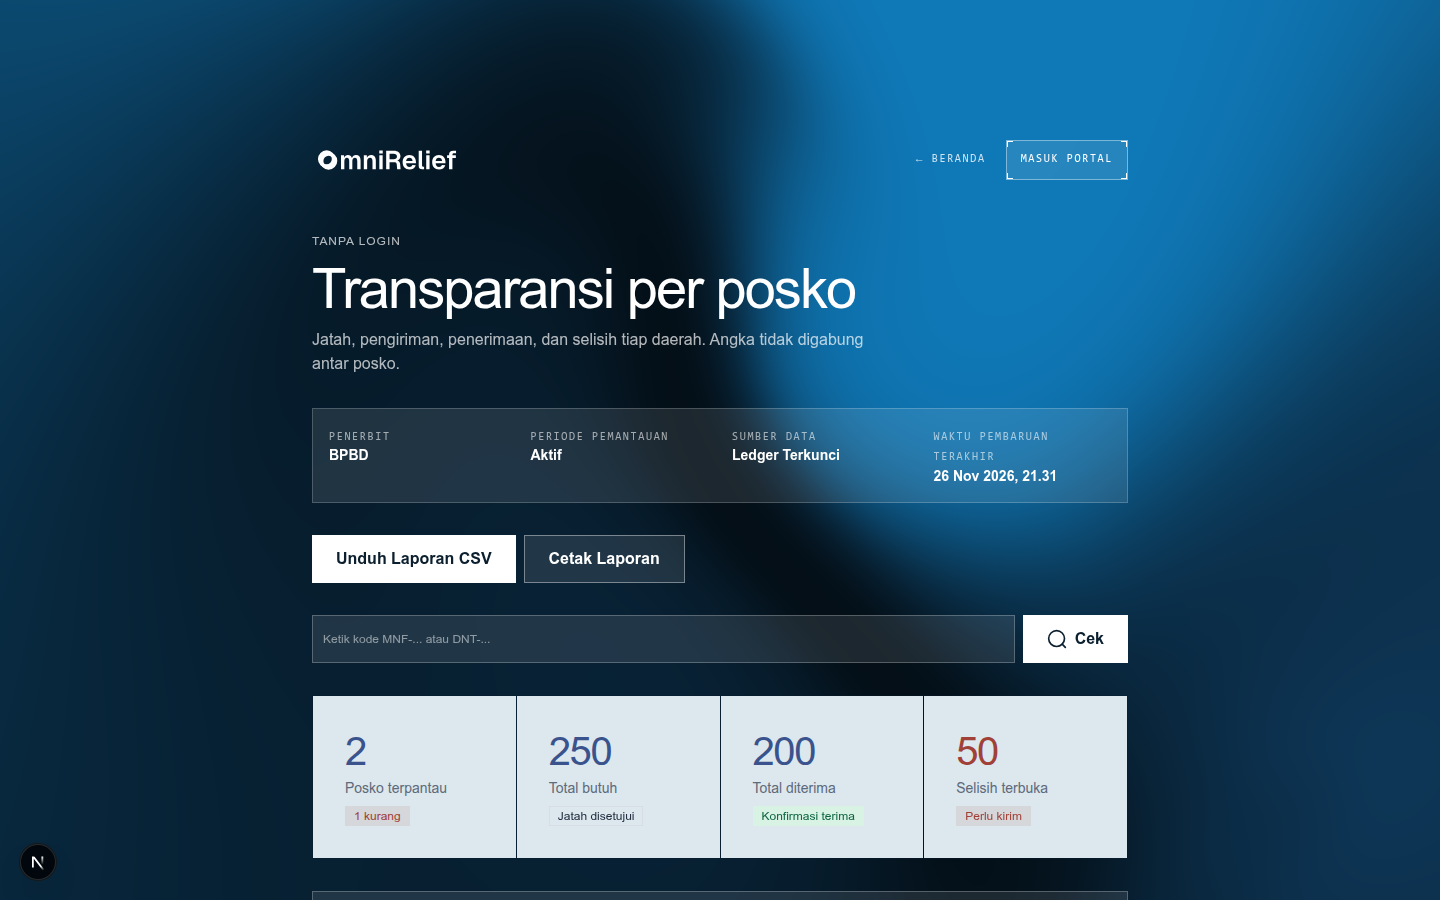 OmniRelief
← BERANDA
MASUK PORTAL
TANPA LOGIN
Transparansi per posko
Jatah, pengiriman, penerimaan, dan selisih tiap daerah. Angka tidak digabung
antar posko.
PENERBIT
BPBD
PERIODE PEMANTAUAN
Aktif
SUMBER DATA
Ledger Terkunci
WAKTU PEMBARUAN
TERAKHIR
26 Nov 2026, 21.31
Unduh Laporan CSV
Cetak Laporan
Ketik kode MNF-... atau DNT-...
Cek
2
Posko terpantau
1 kurang
250
Total butuh
Jatah disetujui
200
Total diterima
Konfirmasi terima
50
Selisih terbuka
Perlu kirim
N